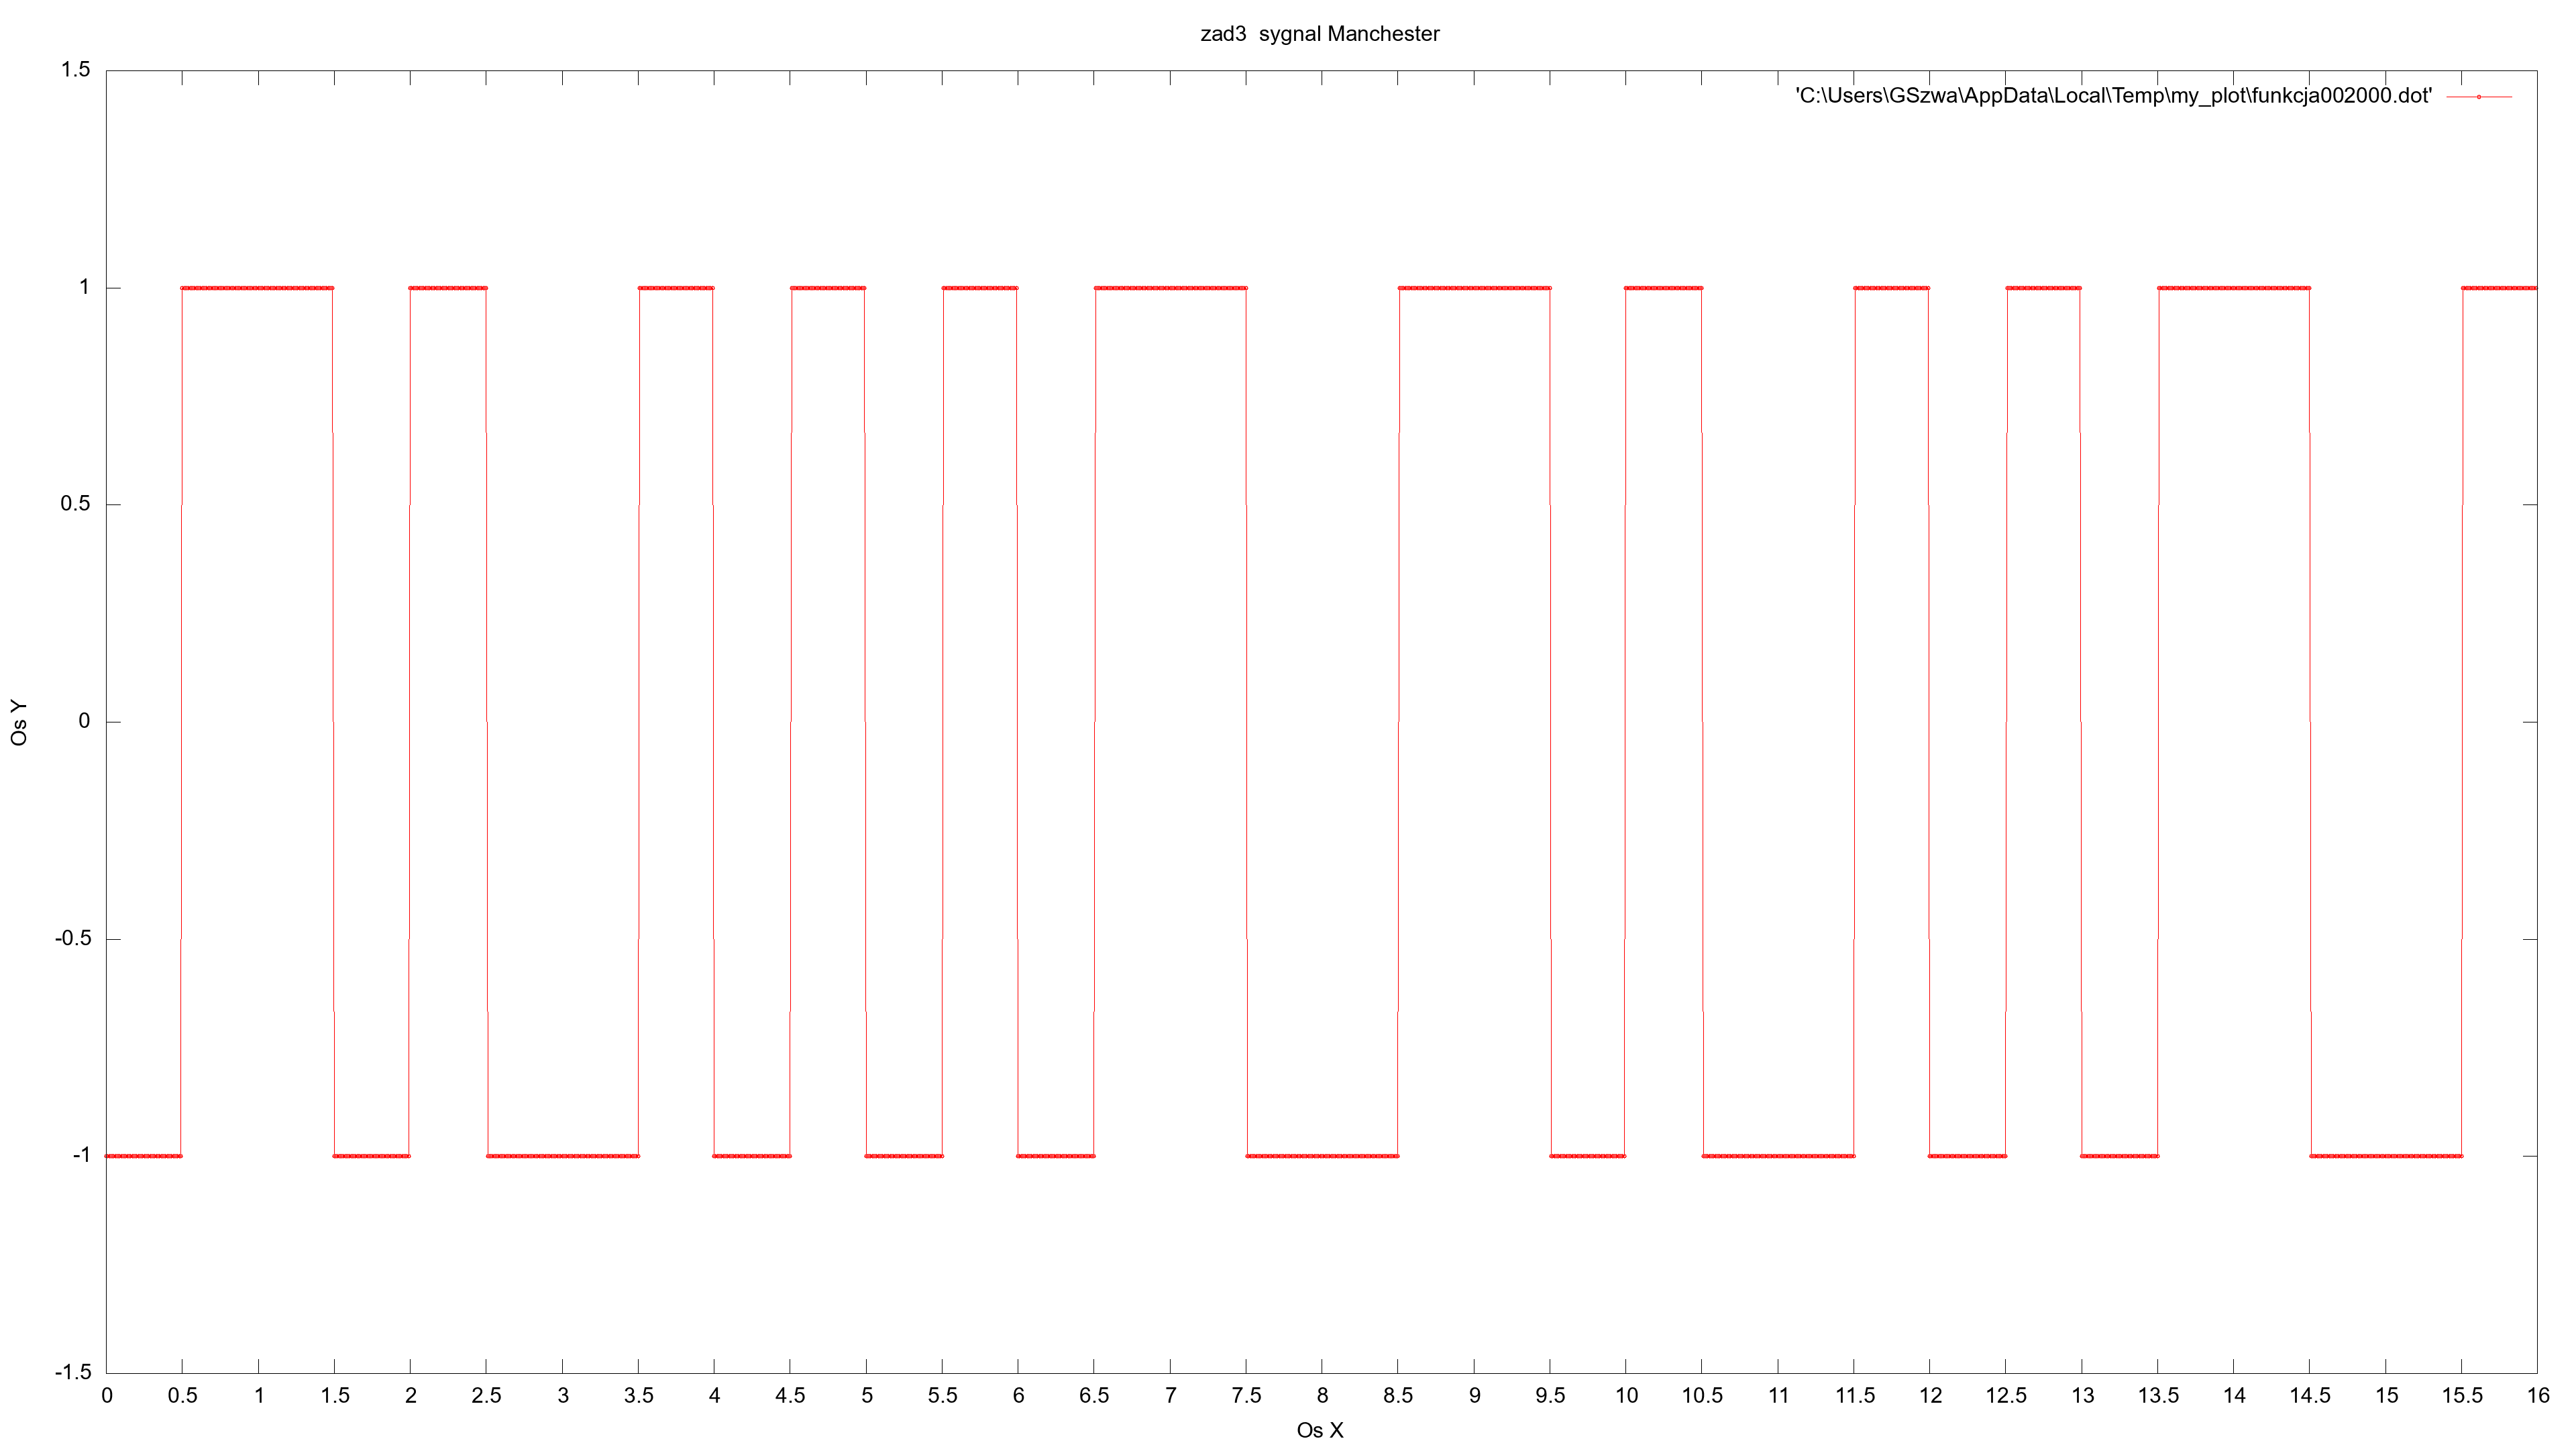 zad3  sygnal Manchester
'C:\Users\GSzwa\AppData\Local\Temp\my_plot\funkcja002000.dot'
1.5
1
0.5
0
-0.5
-1
-1.5
Os Y
0 0.5 1 1.5 2 2.5 3 3.5 4 4.5 5 5.5 6 6.5 7 7.5 8 8.5 9 9.5 10 10.5 11 11.5 12 12.5 13 13.5 14 14.5 15 15.5 16
Os X